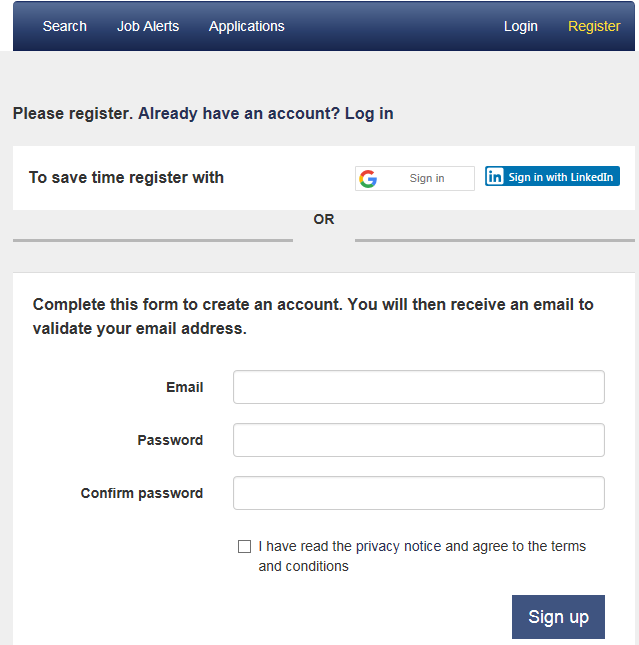 Search Job Alerts Applications Login Register
Please register. Already have an account? Log in
To save time register with
Sign in
in Sign in with LinkedIn
OR
Complete this form to create an account. You will then receive an email to
validate your email address.
Email
Password
Confirm password
I have read the privacy notice and agree to the terms
and conditions
Sign up